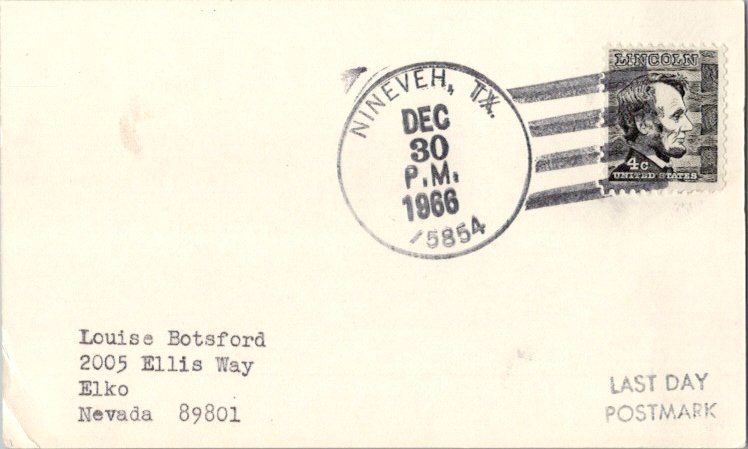 NINEVEH, TX.
DEC
30
P.M.
1966
75854
LINCOLN
4c
UNITED STATES
Louise Botsford
2005 Ellis Way
Elko
Nevada 89801
LAST DAY
POSTMARK